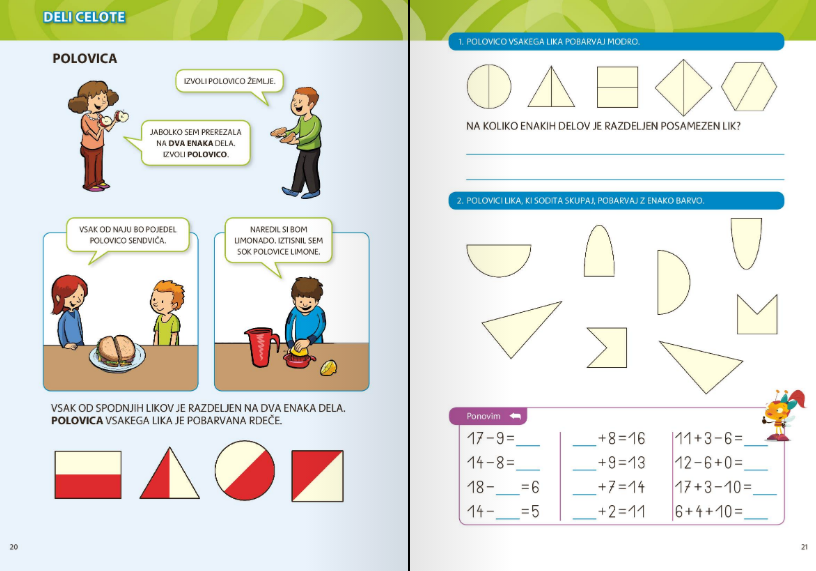 DELI CELOTE
POLOVICA
IZVOLI POLOVICO ŽEMLJE.
JABOLKO SEM PREREZALA
NA DVA ENAKA DELA.
IZVOLI POLOVICO.
VSAK OD NAJU BO POJEDEL
POLOVICO SENDVIČA.
NAREDIL SI BOM
LIMONADO. IZTISNIL SEM
SOK POLOVICE LIMONE.
VSAK OD SPODNJIH LIKOV JE RAZDELJEN NA DVA ENAKA DELA.
POLOVICA VSAKEGA LIKA JE POBARVANA RDEČE.
20
1. POLOVICO VSAKEGA LIKA POBARVAJ MODRO.
NA KOLIKO ENAKIH DELOV JE RAZDELJEN POSAMEZEN LIK?
2. POLOVICI LIKA, KI SODITA SKUPAJ, POBARVAJ Z ENAKO BARVO.
Ponovim
17-9=___ ___+8=16 11+3-6=___
14-8=___ ___+9=13 12-6+0=___
18-___=6 ___+7=14 17+3-10=___
14-___=5 ___+2=11 6+4+10=___
21